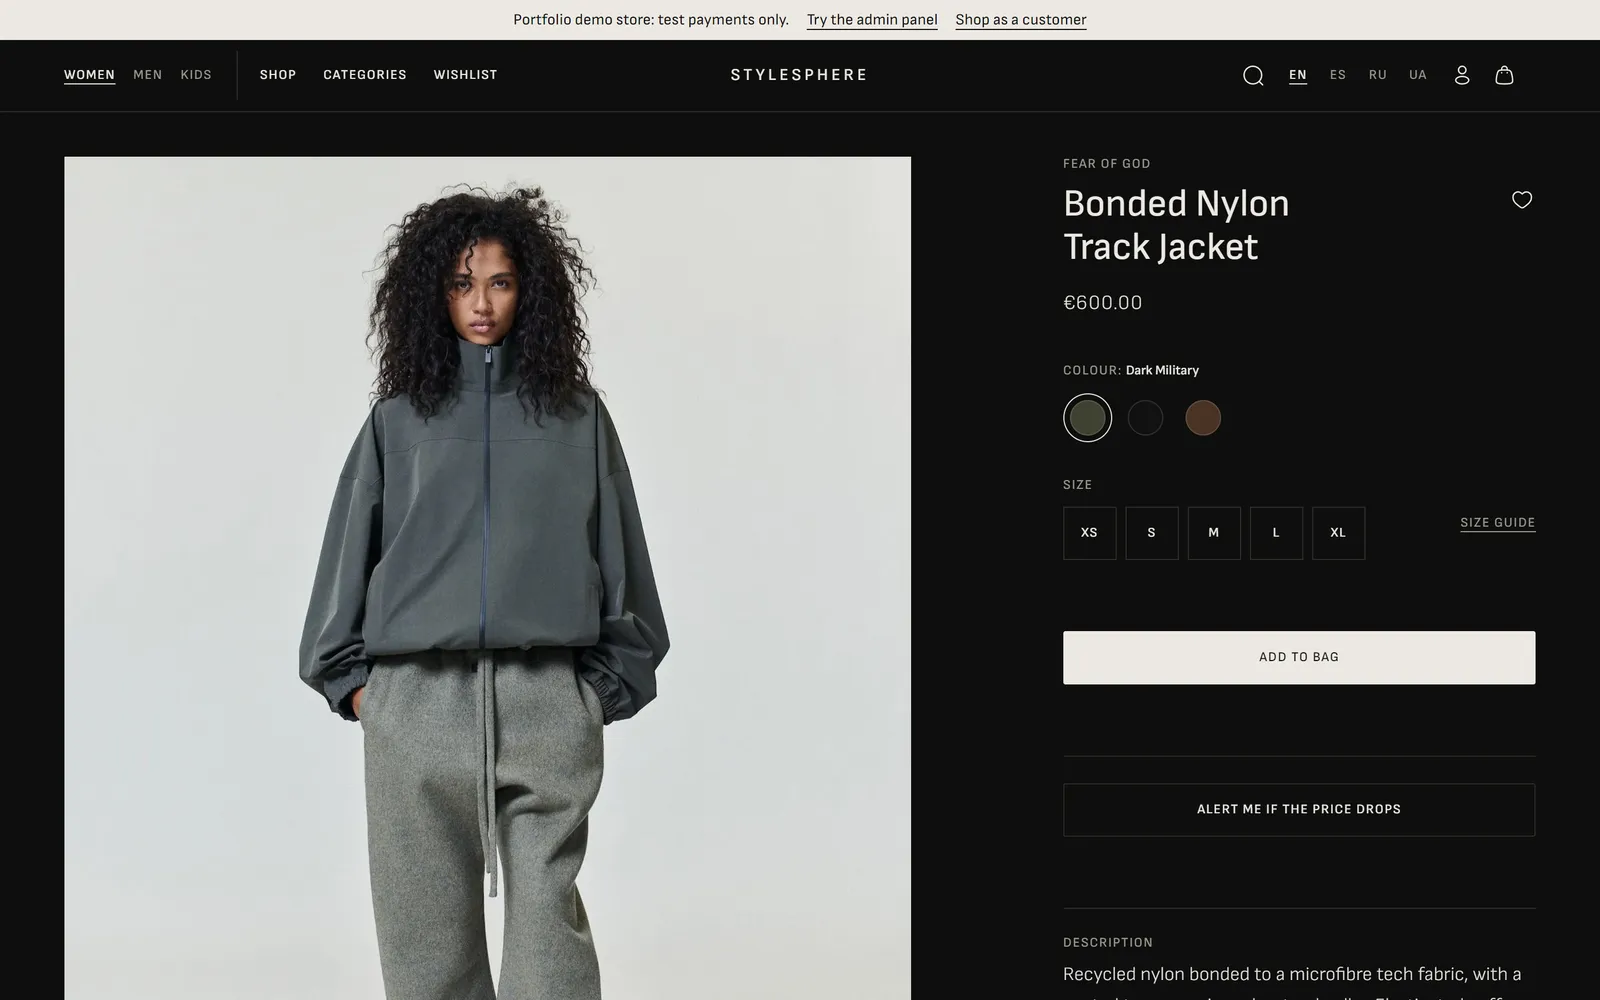 Portfolio demo store: test payments only. Try the admin panel Shop as a customer
WOMEN MEN KIDS SHOP CATEGORIES WISHLIST STYLESPHERE EN ES RU UA
FEAR OF GOD
Bonded Nylon
Track Jacket
€600.00
COLOUR: Dark Military
SIZE
XS S M L XL SIZE GUIDE
ADD TO BAG
ALERT ME IF THE PRICE DROPS
DESCRIPTION
Recycled nylon bonded to a microfibre tech fabric, with a